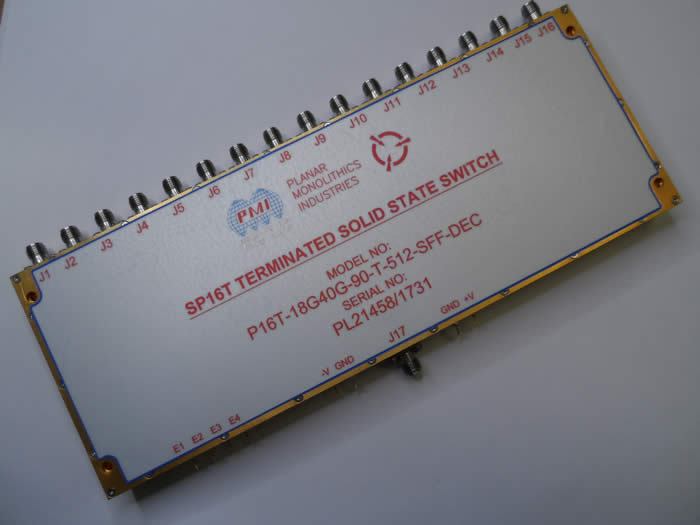 J1 J2 J3 J4 J5 J6 J7 J8 J9 J10 J11 J12 J13 J14 J15 J16
PMI
PLANAR
MONOLITHICS
INDUSTRIES
SP16T TERMINATED SOLID STATE SWITCH
MODEL NO:
P16T-18G40G-90-T-512-SFF-DEC
SERIAL NO:
PL21458/1731
E1 E2 E3 E4
-V GND
J17
GND +V